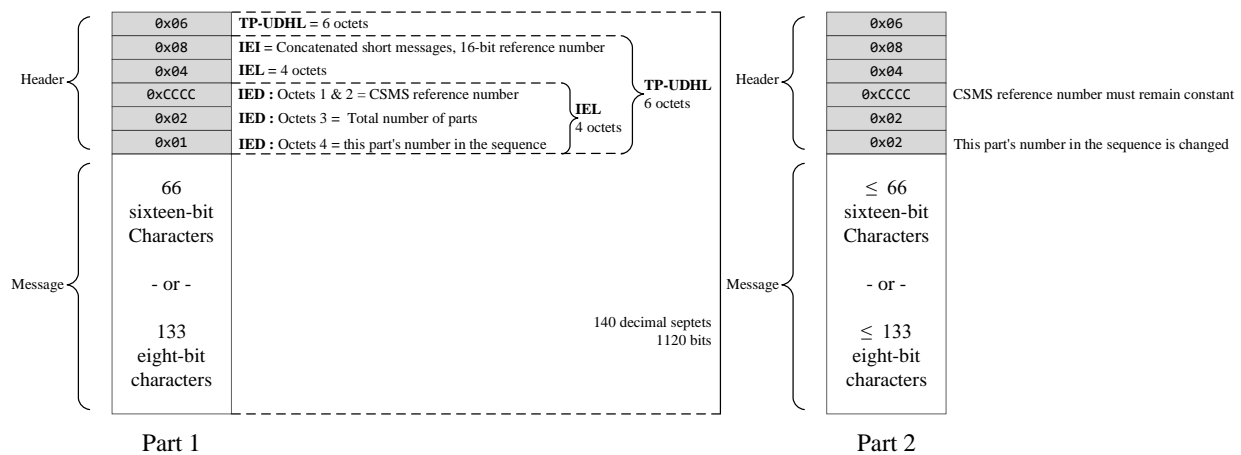 0x06
TP-UDHL = 6 octets
0x08
IEI = Concatenated short messages, 16-bit reference number
0x04
IEL = 4 octets
0xCCCC
IED : Octets 1 & 2 = CSMS reference number
0x02
IED : Octets 3 =  Total number of parts
0x01
IED : Octets 4 = this part's number in the sequence
IEL
4 octets
TP-UDHL
6 octets
Header
Message
66
sixteen-bit
Characters
- or -
133
eight-bit
characters
140 decimal septets
1120 bits
Part 1
0x06
0x08
0x04
0xCCCC
CSMS reference number must remain constant
0x02
0x02
This part's number in the sequence is changed
Header
Message
≤ 66
sixteen-bit
Characters
- or -
≤ 133
eight-bit
characters
Part 2